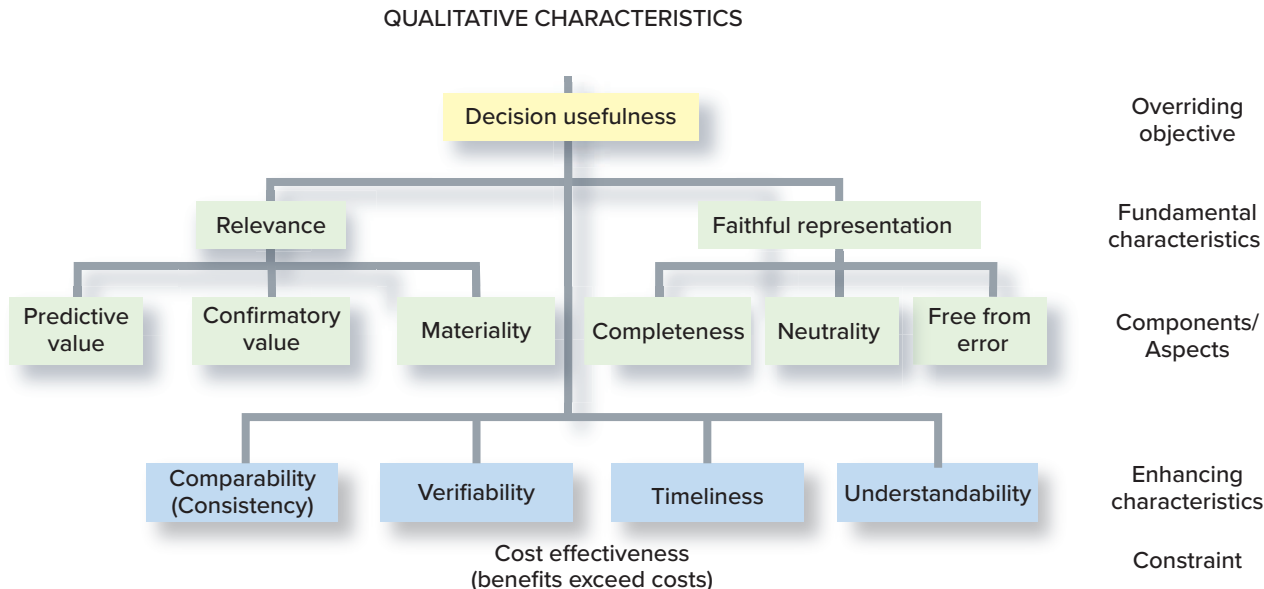 QUALITATIVE CHARACTERISTICS
Decision usefulness
Overriding
objective
Relevance
Faithful representation
Fundamental
characteristics
Predictive
value
Confirmatory
value
Materiality
Completeness
Neutrality
Free from
error
Components/
Aspects
Comparability
(Consistency)
Verifiability
Timeliness
Understandability
Enhancing
characteristics
Cost effectiveness
(benefits exceed costs)
Constraint